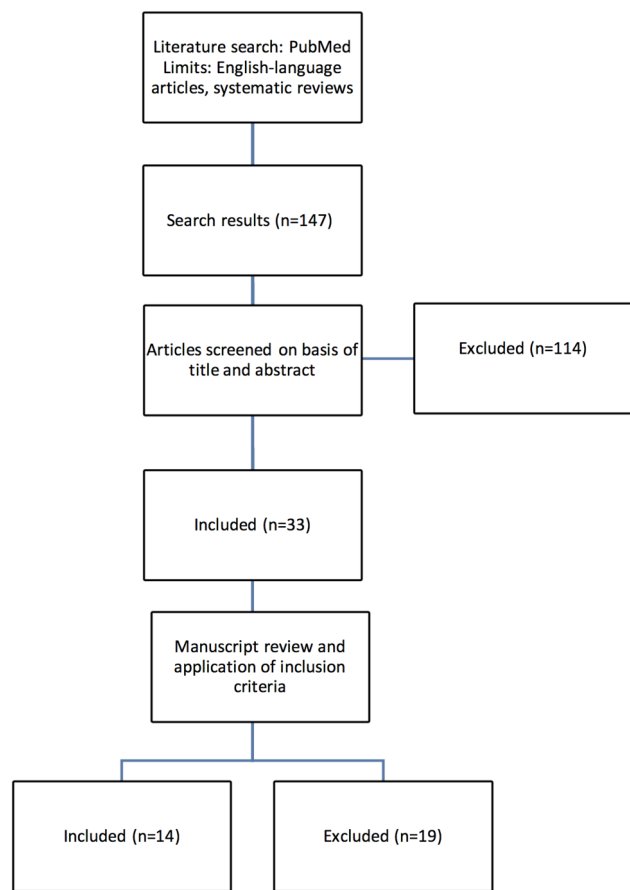 Literature search: PubMed
Limits: English-language
articles, systematic reviews
Search results (n=147)
Articles screened on basis of
title and abstract
Excluded (n=114)
Included (n=33)
Manuscript review and
application of inclusion
criteria
Included (n=14)
Excluded (n=19)